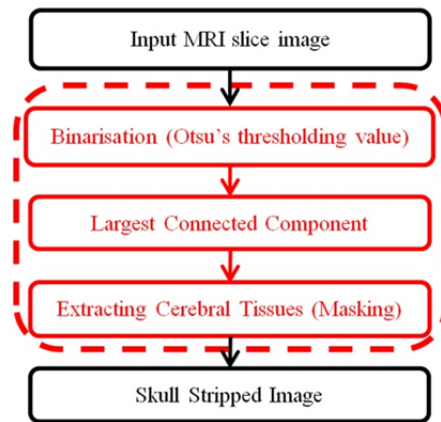 Input MRI slice image
Binarisation (Otsu's thresholding value)
Largest Connected Component
Extracting Cerebral Tissues (Masking)
Skull Stripped Image